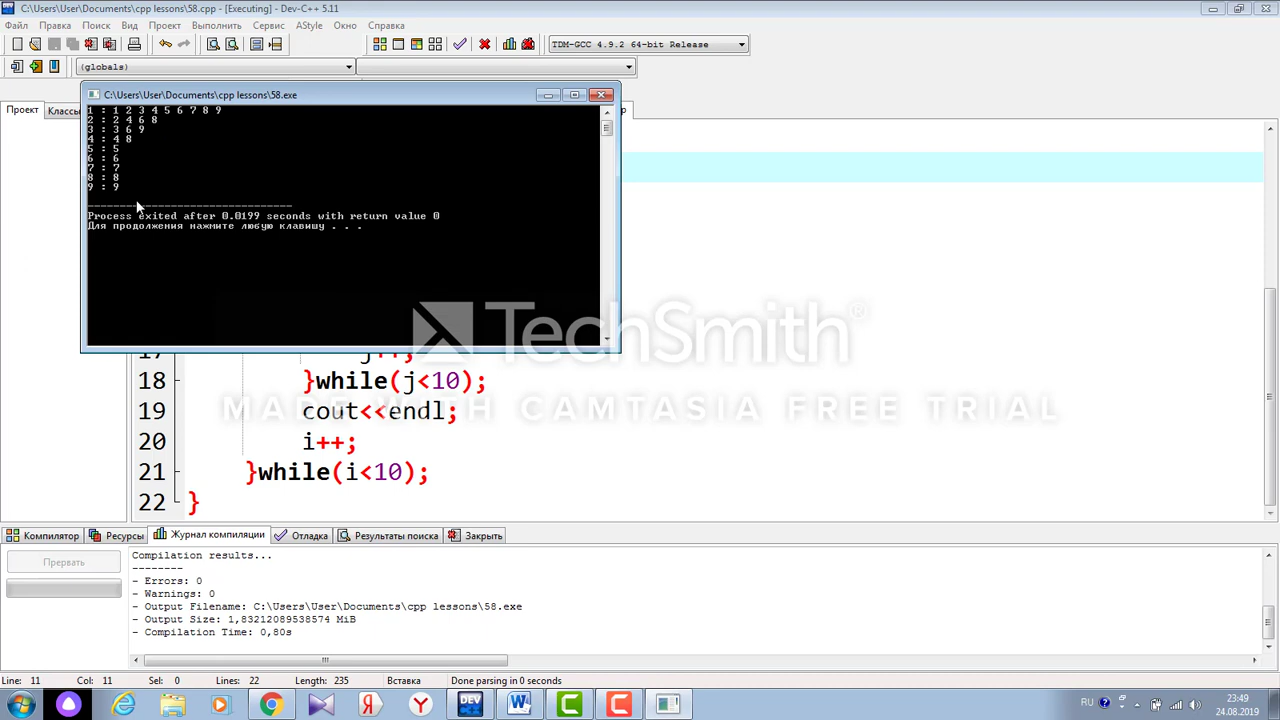 C:\Users\User\Documents\cpp lessons\58.cpp - [Executing] - Dev-C++ 5.11
Файл Правка Поиск Вид Проект Выполнить Сервис AStyle Окно Справка
TDM-GCC 4.9.2 64-bit Release
(globals)
C:\Users\User\Documents\cpp lessons\58.exe
Проект Классы
1 : 1 2 3 4 5 6 7 8 9
2 : 2 4 6 8
3 : 3 6 9
4 : 4 8
5 : 5
6 : 6
7 : 7
8 : 8
9 : 9
--------------------------------
Process exited after 0.0199 seconds with return value 0
Для продолжения нажмите любую клавишу . . .
TechSmith®
MADE WITH CAMTASIA FREE TRIAL
17 j++;
18 }while(j<10);
19 cout<<endl;
20 i++;
21 }while(i<10);
22 }
Компилятор Ресурсы Журнал компиляции Отладка Результаты поиска Закрыть
Прервать
Compilation results...
--------
- Errors: 0
- Warnings: 0
- Output Filename: C:\Users\User\Documents\cpp lessons\58.exe
- Output Size: 1,83212089538574 MiB
- Compilation Time: 0,80s
Line: 11 Col: 11 Sel: 0 Lines: 22 Length: 235 Вставка Done parsing in 0 seconds
RU 23:49
24.08.2019